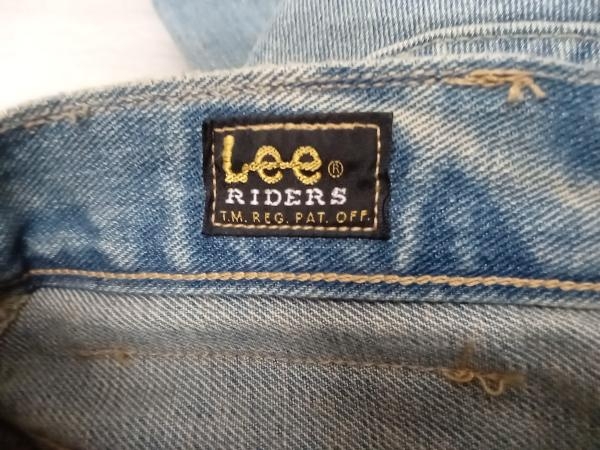 Lee®
RIDERS
T.M. REG. PAT. OFF.